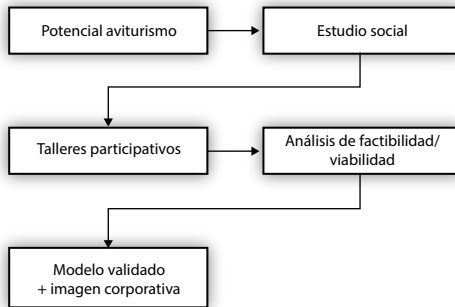 Potencial aviturismo
Estudio social
Talleres participativos
Análisis de factibilidad/
viabilidad
Modelo validado
+ imagen corporativa